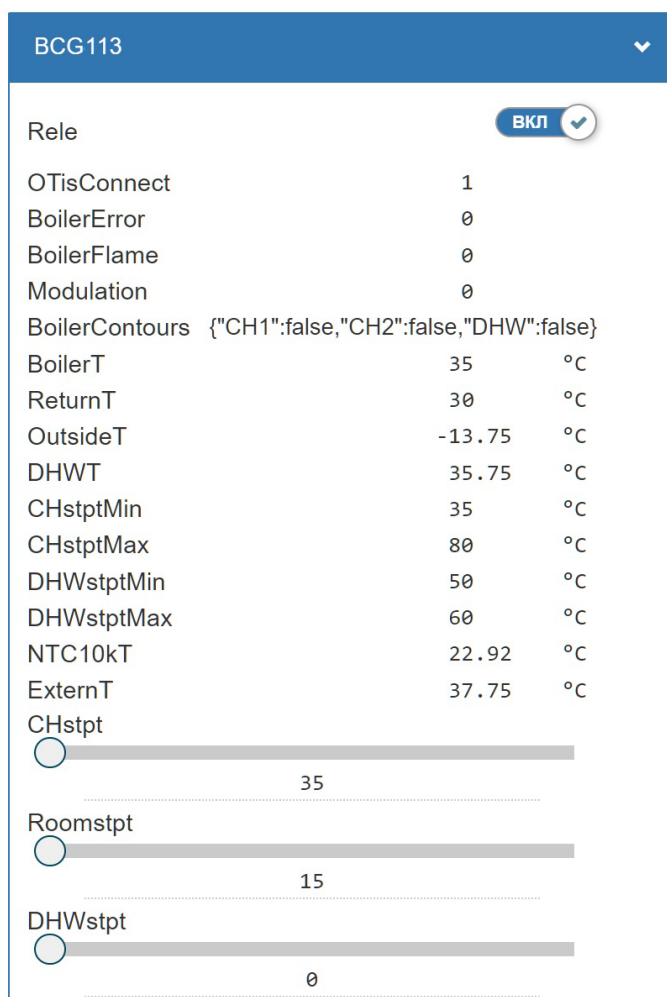 BCG113
Rele ВКЛ
OTisConnect 1
BoilerError 0
BoilerFlame 0
Modulation 0
BoilerContours {"CH1":false,"CH2":false,"DHW":false}
BoilerT 35 °C
ReturnT 30 °C
OutsideT -13.75 °C
DHWT 35.75 °C
CHstptMin 35 °C
CHstptMax 80 °C
DHWstptMin 50 °C
DHWstptMax 60 °C
NTC10kT 22.92 °C
ExternT 37.75 °C
CHstpt
35
Roomstpt
15
DHWstpt
0